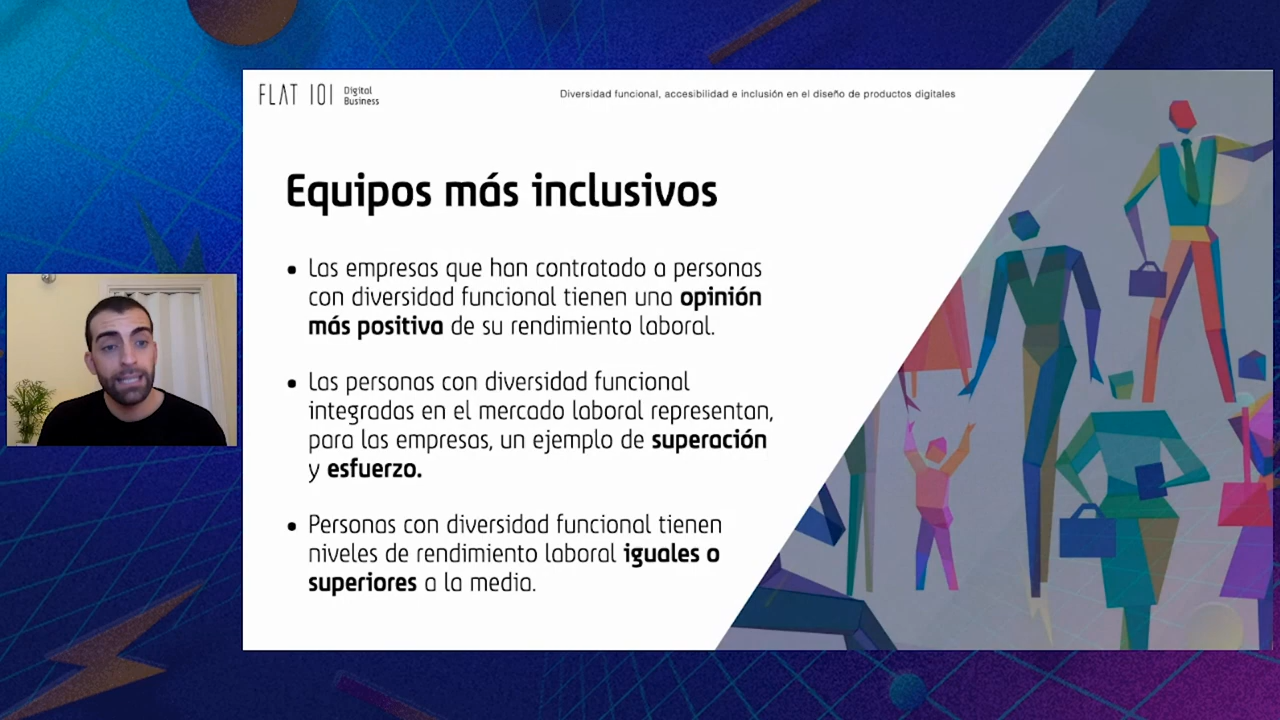 FLAT 101 Digital Business
Diversidad funcional, accesibilidad e inclusión en el diseño de productos digitales
Equipos más inclusivos
• Las empresas que han contratado a personas
con diversidad funcional tienen una opinión
más positiva de su rendimiento laboral.
• Las personas con diversidad funcional
integradas en el mercado laboral representan,
para las empresas, un ejemplo de superación
y esfuerzo.
• Personas con diversidad funcional tienen
niveles de rendimiento laboral iguales o
superiores a la media.